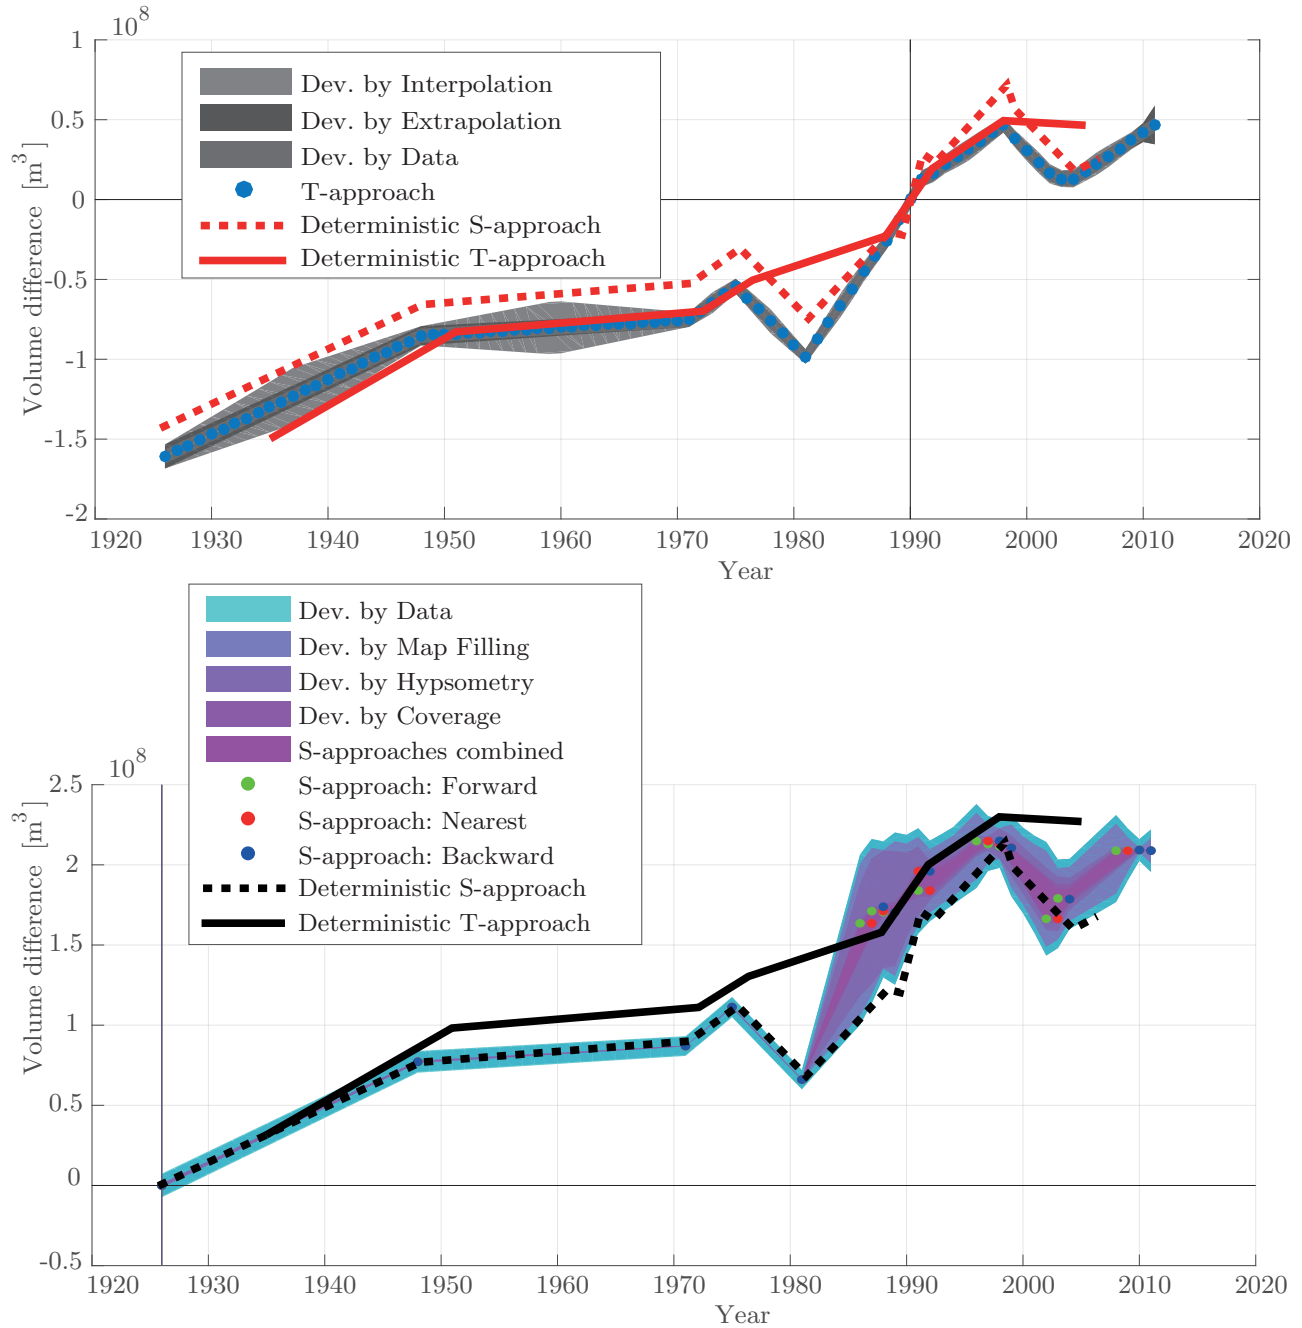 10^8
1
0.5
0
-0.5
-1
-1.5
-2
Volume difference [m^3]
Dev. by Interpolation
Dev. by Extrapolation
Dev. by Data
T-approach
Deterministic S-approach
Deterministic T-approach
1920 1930 1940 1950 1960 1970 1980 1990 2000 2010 2020
Year
Dev. by Data
Dev. by Map Filling
Dev. by Hypsometry
Dev. by Coverage
S-approaches combined
S-approach: Forward
S-approach: Nearest
S-approach: Backward
Deterministic S-approach
Deterministic T-approach
10^8
2.5
2
1.5
1
0.5
0
-0.5
Volume difference [m^3]
1920 1930 1940 1950 1960 1970 1980 1990 2000 2010 2020
Year